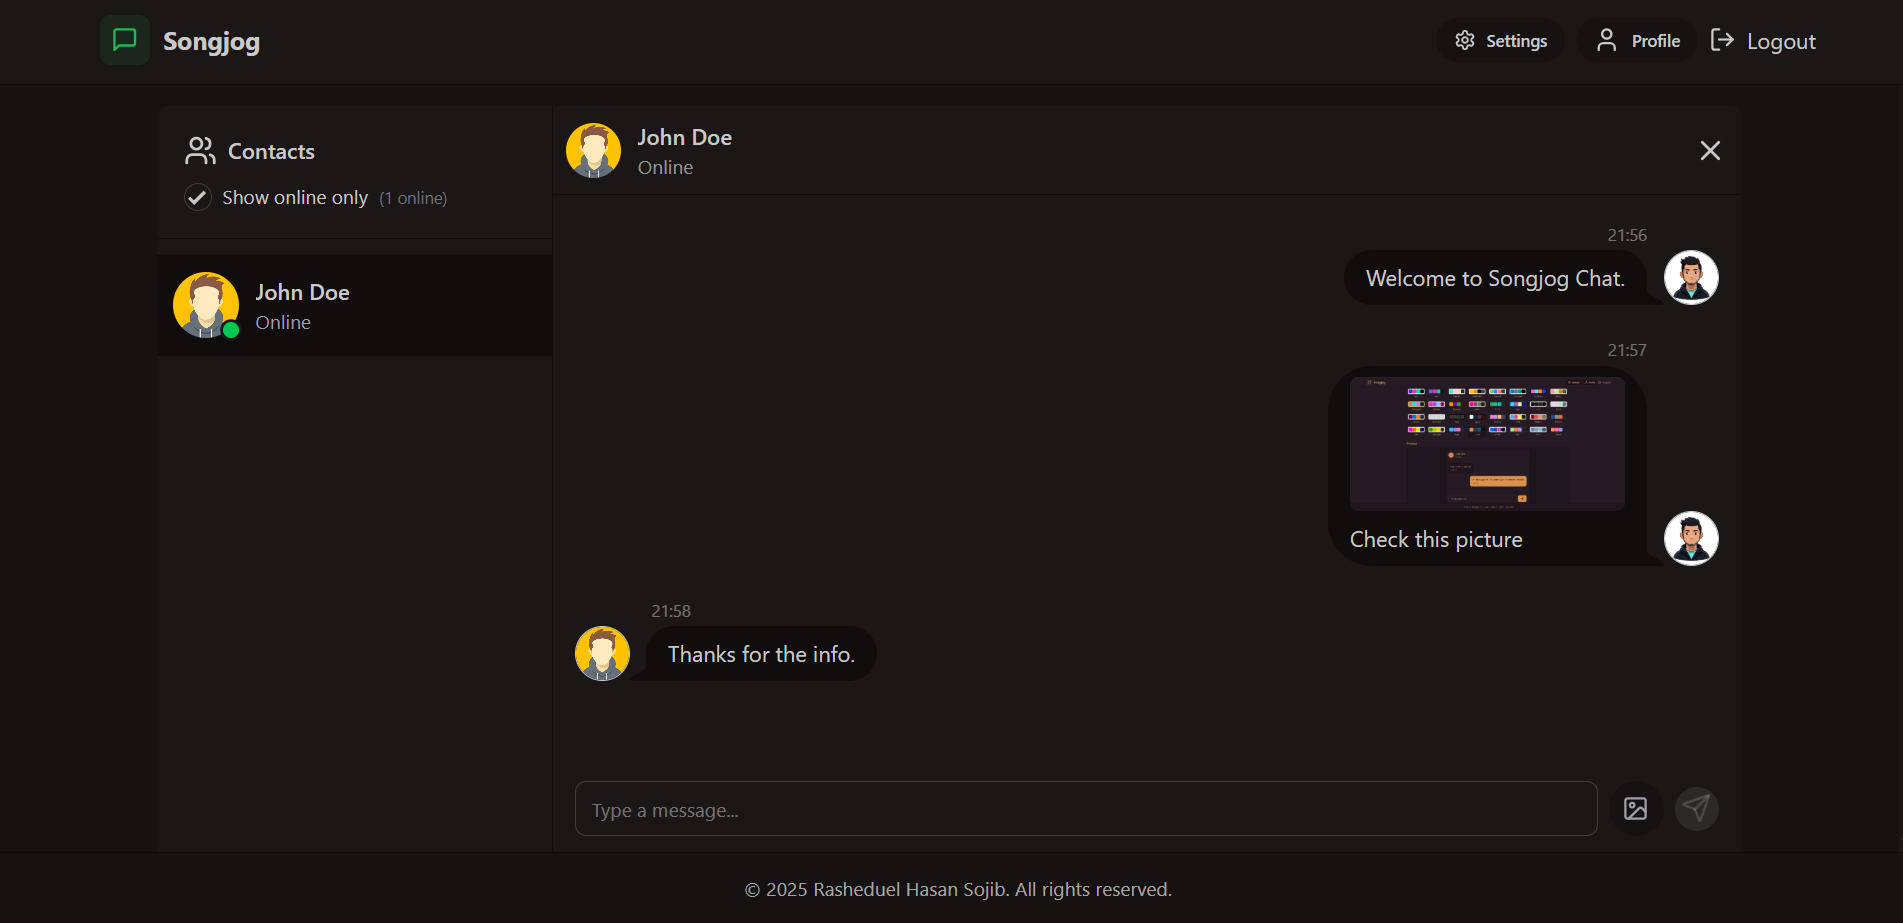 Songjog
Settings
Profile
Logout
Contacts
Show online only (1 online)
John Doe
Online
John Doe
Online
21:56
Welcome to Songjog Chat.
21:57
Check this picture
21:58
Thanks for the info.
Type a message...
© 2025 Rasheduel Hasan Sojib. All rights reserved.